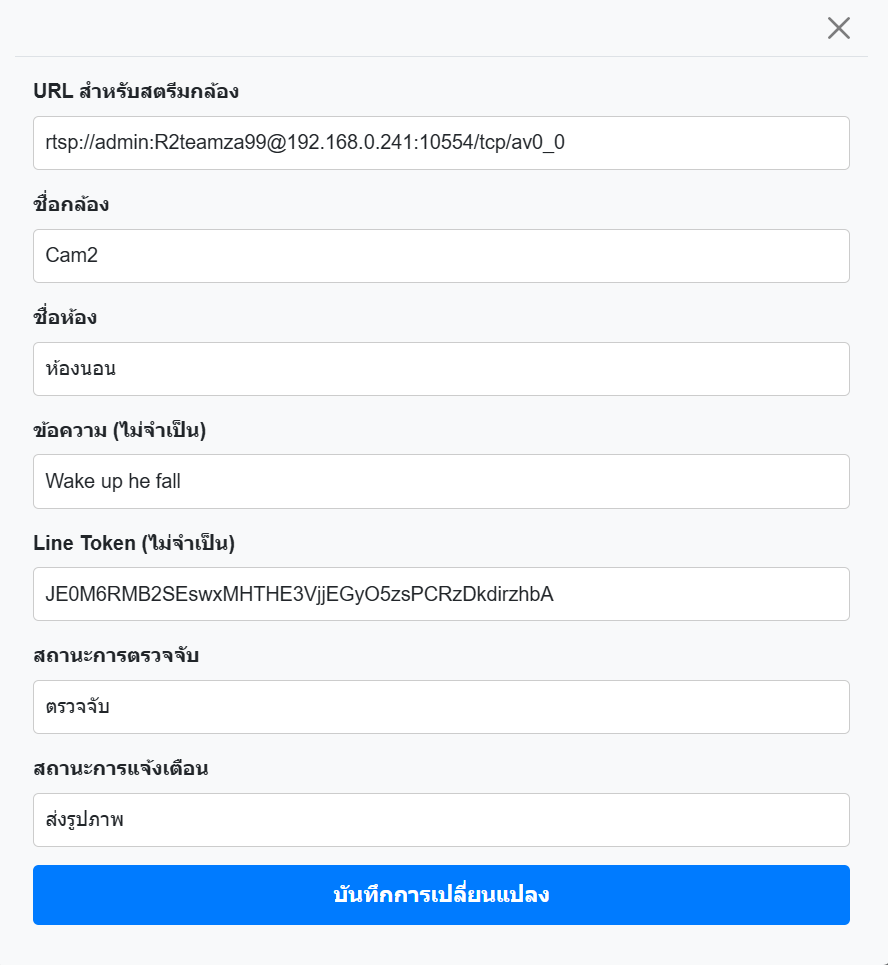 URL สำหรับสตรีมกล้อง
rtsp://admin:R2teamza99@192.168.0.241:10554/tcp/av0_0
ชื่อกล้อง
Cam2
ชื่อห้อง
ห้องนอน
ข้อความ (ไม่จำเป็น)
Wake up he fall
Line Token (ไม่จำเป็น)
JE0M6RMB2SEswxMHTHE3VjjEGyO5zsPCRzDkdirzhbA
สถานะการตรวจจับ
ตรวจจับ
สถานะการแจ้งเตือน
ส่งรูปภาพ
บันทึกการเปลี่ยนแปลง